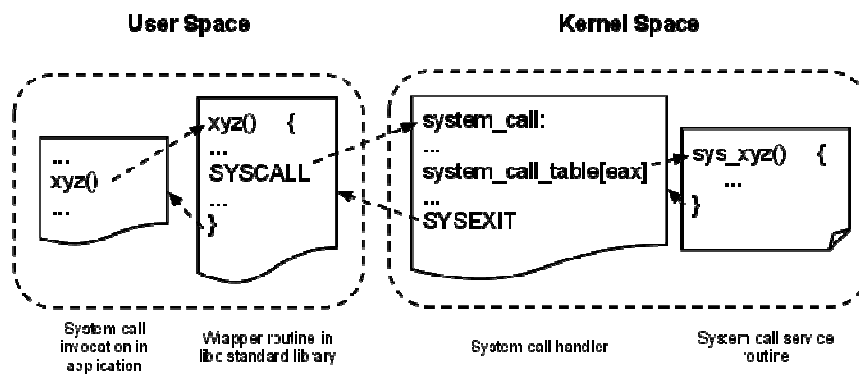 User Space
Kernel Space
...
xyz()
...
xyz() {
...
SYSCALL
...
}
system_call:
...
system_call_table[eax]
...
SYSEXIT
sys_xyz() {
...
}
System call
invocation in
application
Wrapper routine in
libc standard library
System call handler
System call service
routine